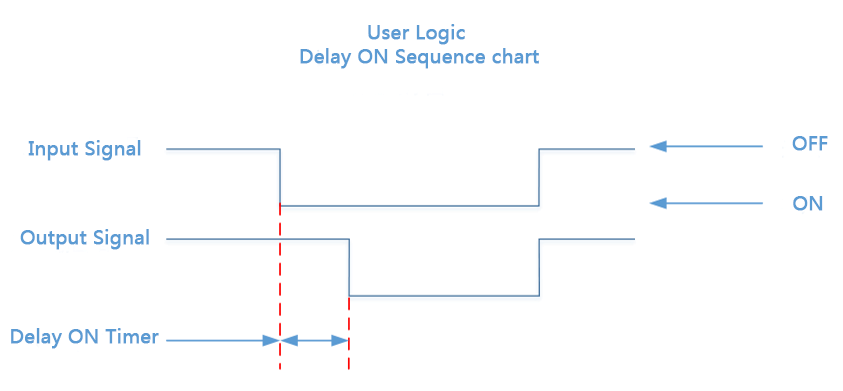 User Logic
Delay ON Sequence chart
Input Signal
OFF
ON
Output Signal
Delay ON Timer